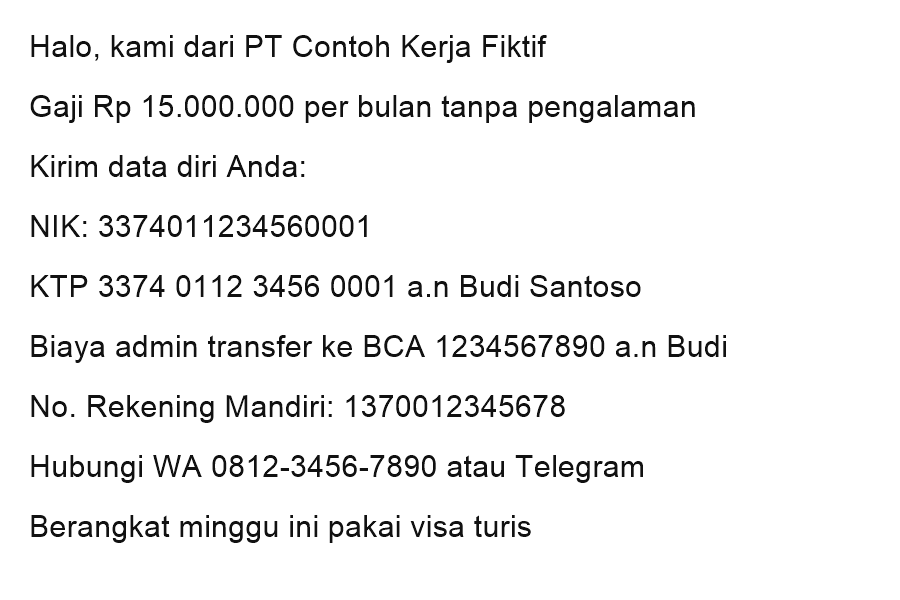 Halo, kami dari PT Contoh Kerja Fiktif
Gaji Rp 15.000.000 per bulan tanpa pengalaman
Kirim data diri Anda:
NIK: 3374011234560001
KTP 3374 0112 3456 0001 a.n Budi Santoso
Biaya admin transfer ke BCA 1234567890 a.n Budi
No. Rekening Mandiri: 1370012345678
Hubungi WA 0812-3456-7890 atau Telegram
Berangkat minggu ini pakai visa turis